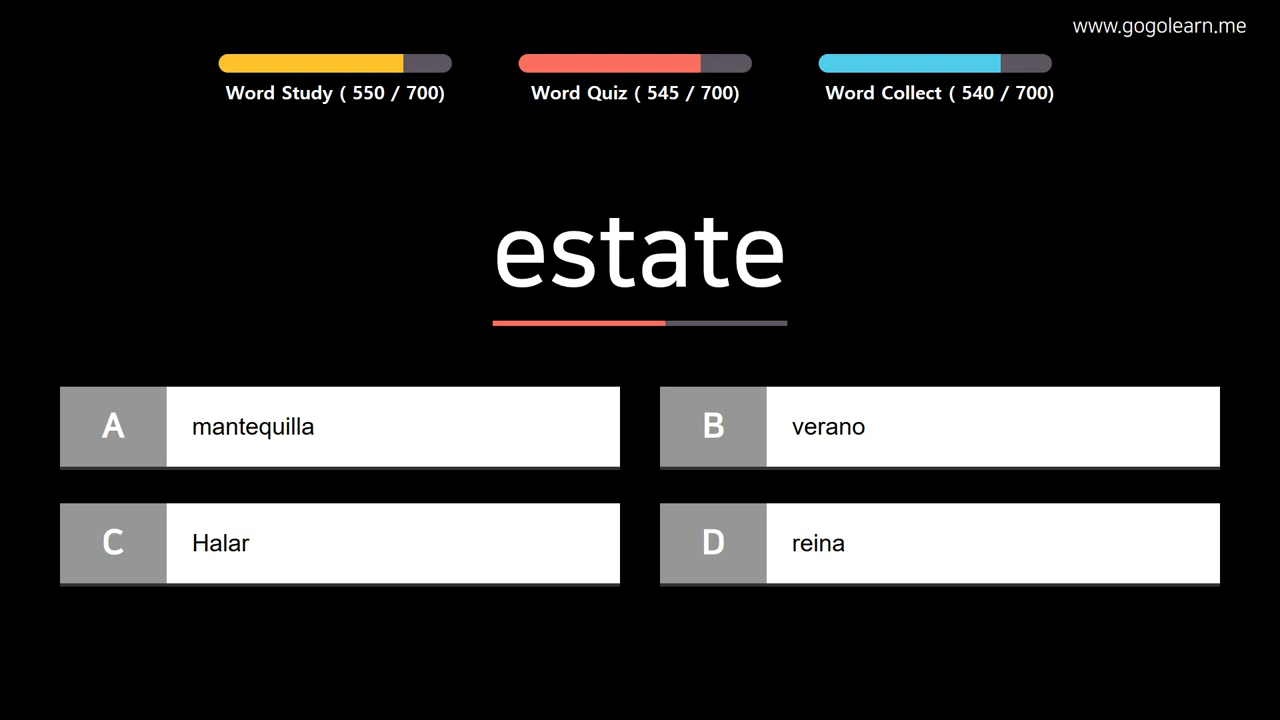 www.gogolearn.me
Word Study ( 550 / 700)
Word Quiz ( 545 / 700)
Word Collect ( 540 / 700)
estate
A mantequilla
B verano
C Halar
D reina